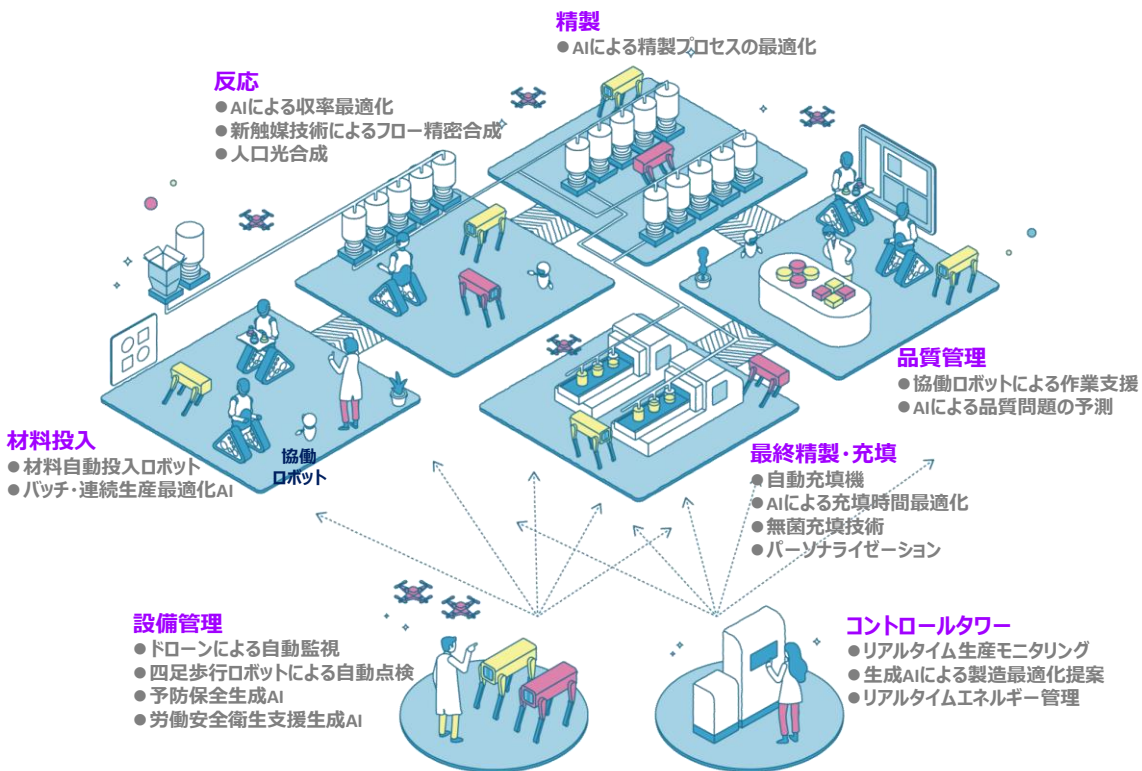 精製
●AIによる精製プロセスの最適化
反応
●AIによる収率最適化
●新触媒技術によるフロー精密合成
●人口光合成
品質管理
●協働ロボットによる作業支援
●AIによる品質問題の予測
材料投入
●材料自動投入ロボット
●バッチ・連続生産最適化AI
協働
ロボット
最終精製・充填
●自動充填機
●AIによる充填時間最適化
●無菌充填技術
●パーソナライゼーション
設備管理
●ドローンによる自動監視
●四足歩行ロボットによる自動点検
●予防保全生成AI
●労働安全衛生支援生成AI
コントロールタワー
●リアルタイム生産モニタリング
●生成AIによる製造最適化提案
●リアルタイムエネルギー管理